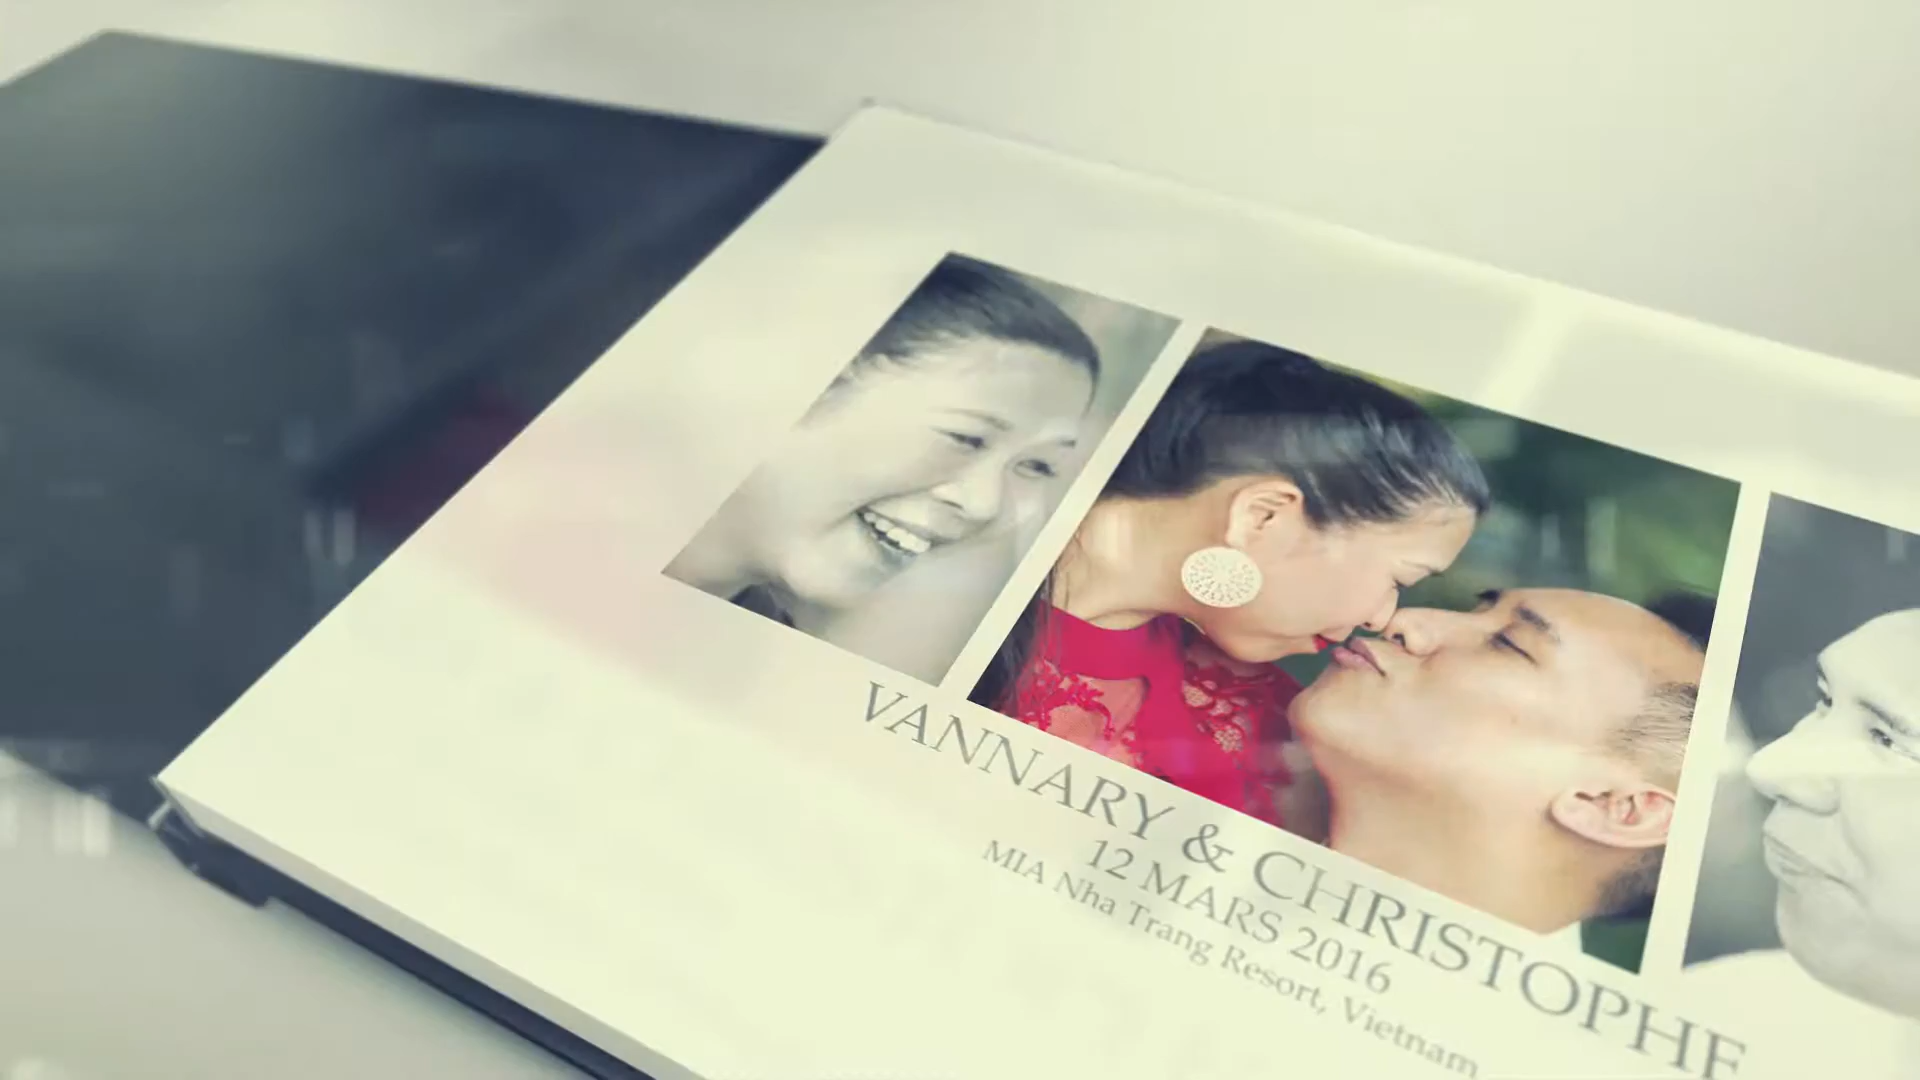 VANNARY & CHRISTOPHE
12 MARS 2016
MIA Nha Trang Resort, Vietnam